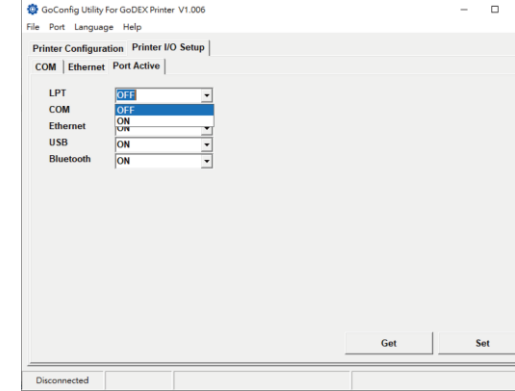 GoConfig Utility For GoDEX Printer V1.006
File Port Language Help
Printer Configuration Printer I/O Setup
COM Ethernet Port Active
LPT OFF
COM OFF
ON
Ethernet ON
USB ON
Bluetooth ON
Get Set
Disconnected